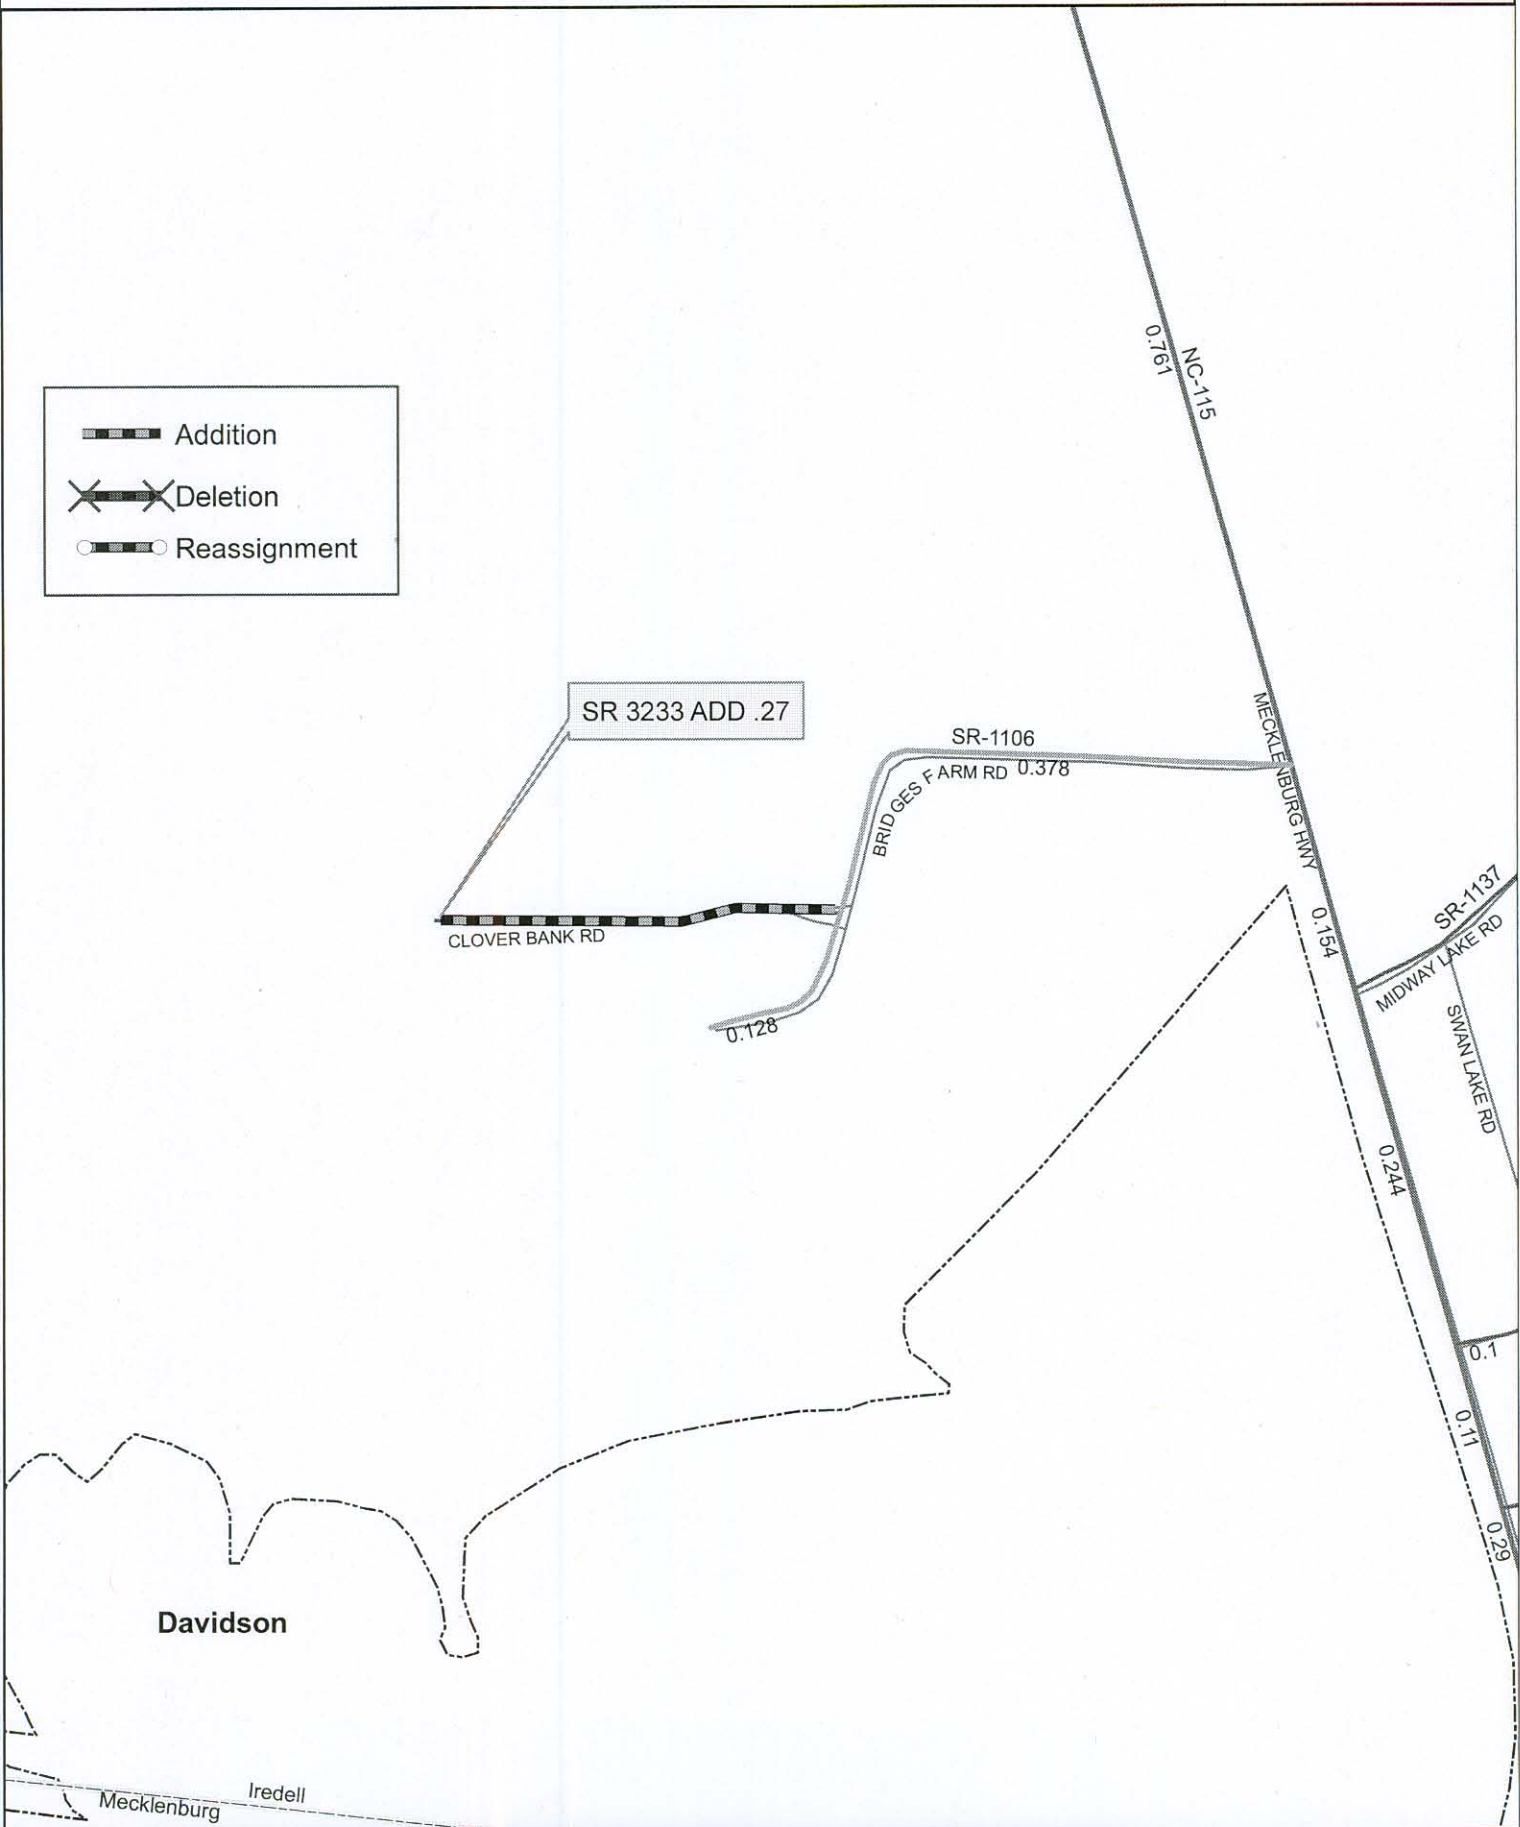 0.761
NC-115
Addition
Deletion
Reassignment
SR 3233 ADD .27
SR-1106
BRIDGES FARM RD 0.378
MECKLENBURG HWY
CLOVER BANK RD
0.128
0.154
SR-1137
MIDWAY LAKE RD
SWAN LAKE RD
0.244
0.1
0.11
0.29
Davidson
Iredell
Mecklenburg